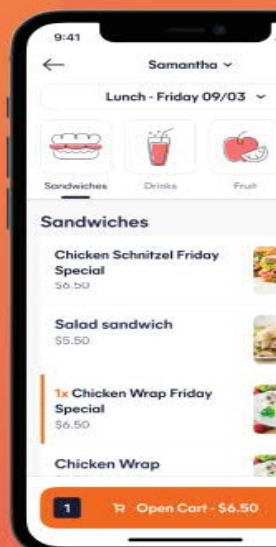 9:41
Samantha
Lunch - Friday 09/03
Sandwiches
Drinks
Fruit
Sandwiches
Chicken Schnitzel Friday
Special
$6.50
Salad sandwich
$5.50
1x Chicken Wrap Friday
Special
$6.50
Chicken Wrap
1
Open Cart - $6.50